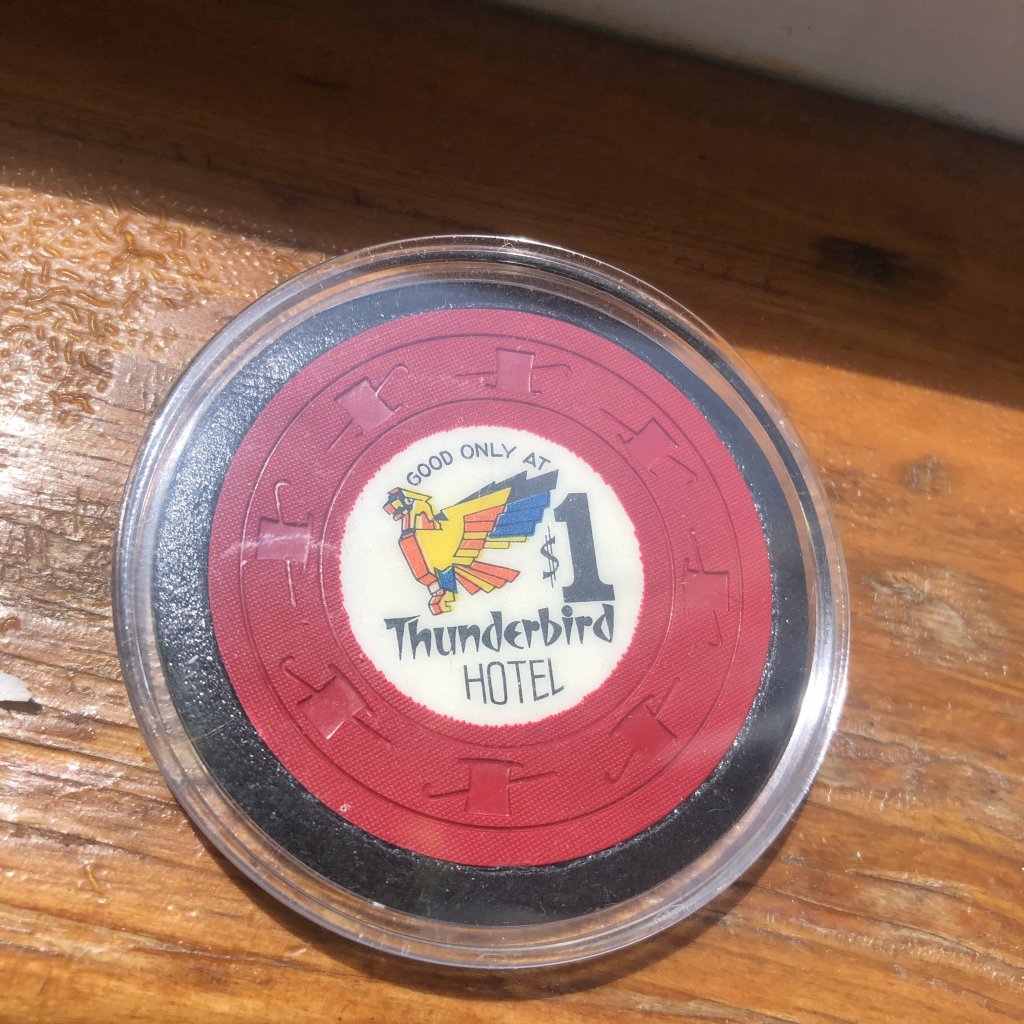 GOOD ONLY AT
$1
Thunderbird
HOTEL